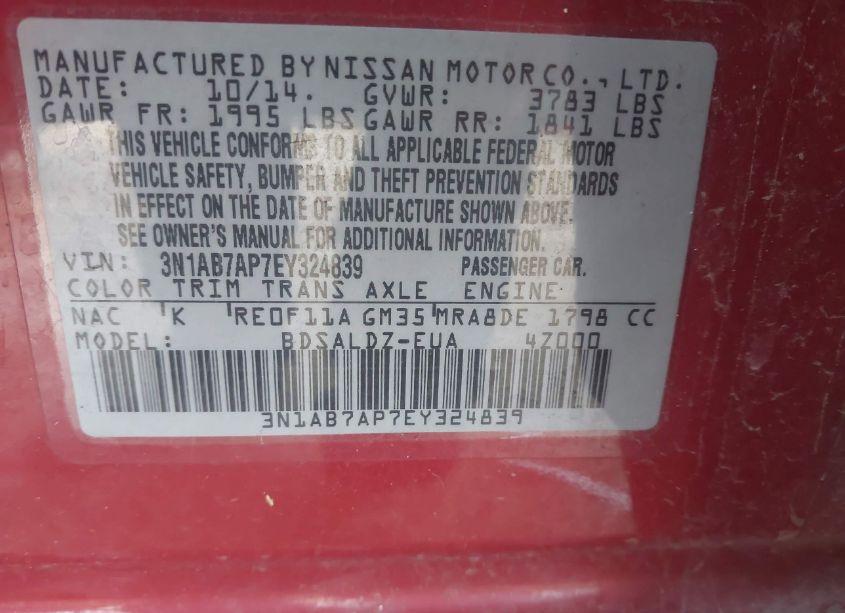 MANUFACTURED BY NISSAN MOTOR CO., LTD.
DATE: 10/14. GVWR: 3783 LBS
GAWR FR: 1995 LBS GAWR RR: 1841 LBS
THIS VEHICLE CONFORMS TO ALL APPLICABLE FEDERAL MOTOR
VEHICLE SAFETY, BUMPER AND THEFT PREVENTION STANDARDS
IN EFFECT ON THE DATE OF MANUFACTURE SHOWN ABOVE.
SEE OWNER'S MANUAL FOR ADDITIONAL INFORMATION.
VIN: 3N1AB7AP7EY324839 PASSENGER CAR.
COLOR TRIM TRANS AXLE ENGINE
NAC K RE0F11A GM35 MRA8DE 1798 CC
MODEL: BDSALDZ-EUA 4Z000
3N1AB7AP7EY324839